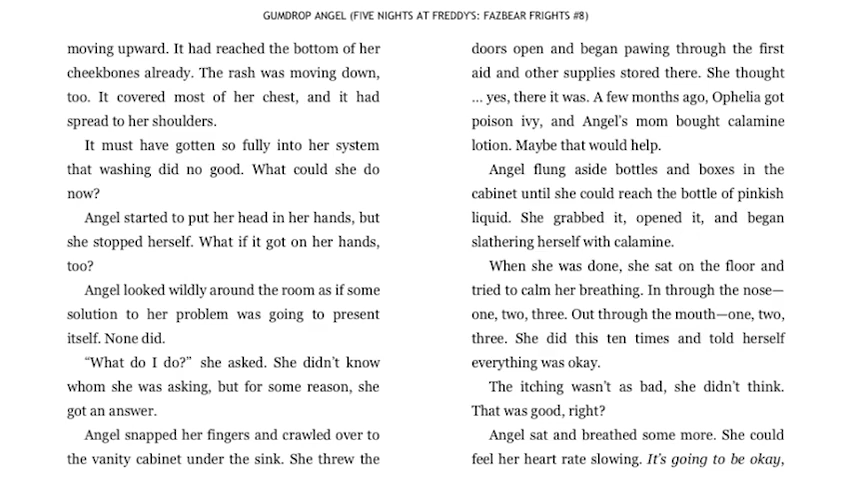 GUMDROP ANGEL (FIVE NIGHTS AT FREDDY'S: FAZBEAR FRIGHTS #8)
moving upward. It had reached the bottom of her
cheekbones already. The rash was moving down,
too. It covered most of her chest, and it had
spread to her shoulders.
It must have gotten so fully into her system
that washing did no good. What could she do
now?
Angel started to put her head in her hands, but
she stopped herself. What if it got on her hands,
too?
Angel looked wildly around the room as if some
solution to her problem was going to present
itself. None did.
“What do I do?” she asked. She didn’t know
whom she was asking, but for some reason, she
got an answer.
Angel snapped her fingers and crawled over to
the vanity cabinet under the sink. She threw the
doors open and began pawing through the first
aid and other supplies stored there. She thought
... yes, there it was. A few months ago, Ophelia got
poison ivy, and Angel’s mom bought calamine
lotion. Maybe that would help.
Angel flung aside bottles and boxes in the
cabinet until she could reach the bottle of pinkish
liquid. She grabbed it, opened it, and began
slathering herself with calamine.
When she was done, she sat on the floor and
tried to calm her breathing. In through the nose—
one, two, three. Out through the mouth—one, two,
three. She did this ten times and told herself
everything was okay.
The itching wasn’t as bad, she didn’t think.
That was good, right?
Angel sat and breathed some more. She could
feel her heart rate slowing. It’s going to be okay,